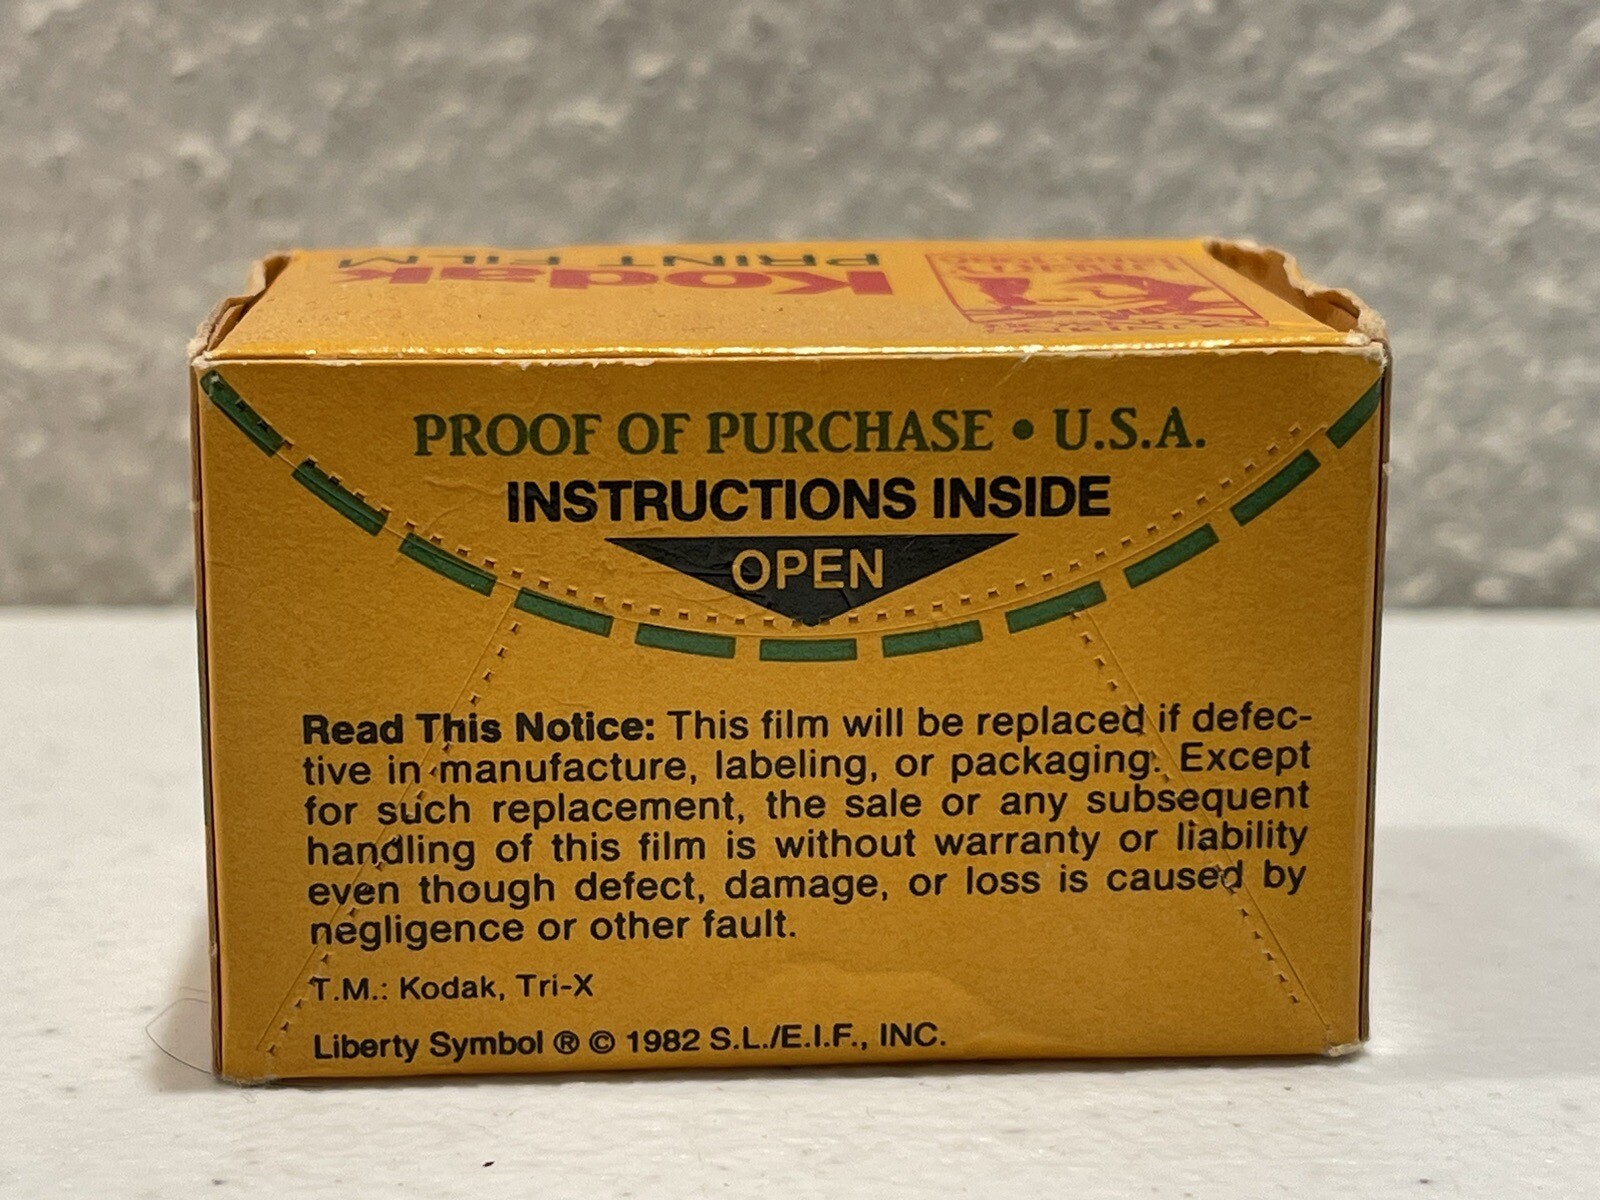 Kodak
PRINT FILM
PROOF OF PURCHASE • U.S.A.
INSTRUCTIONS INSIDE
OPEN
Read This Notice: This film will be replaced if defec-
tive in manufacture, labeling, or packaging. Except
for such replacement, the sale or any subsequent
handling of this film is without warranty or liability
even though defect, damage, or loss is caused by
negligence or other fault.
T.M.: Kodak, Tri-X
Liberty Symbol ® © 1982 S.L./E.I.F., INC.